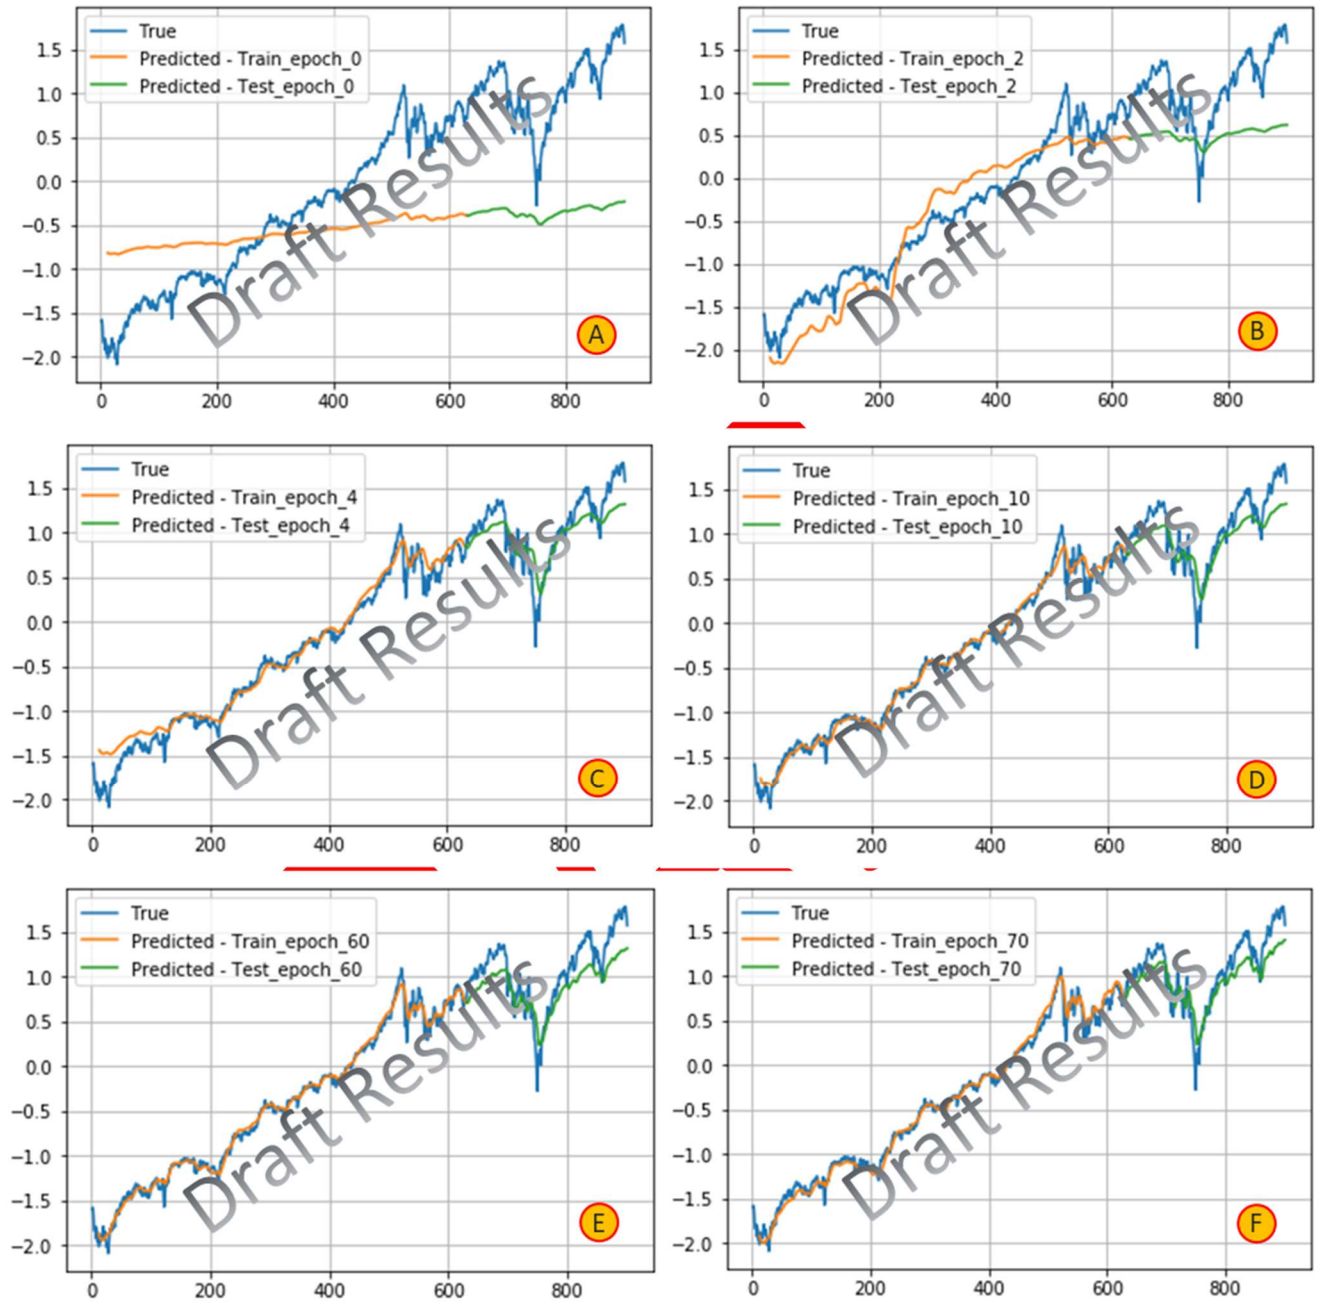 True
Predicted - Train_epoch_0
Predicted - Test_epoch_0
1.5
1.0
0.5
0.0
−0.5
−1.0
−1.5
−2.0
0 200 400 600 800
Draft Results
A
True
Predicted - Train_epoch_2
Predicted - Test_epoch_2
1.5
1.0
0.5
0.0
−0.5
−1.0
−1.5
−2.0
0 200 400 600 800
Draft Results
B
True
Predicted - Train_epoch_4
Predicted - Test_epoch_4
1.5
1.0
0.5
0.0
−0.5
−1.0
−1.5
−2.0
0 200 400 600 800
Draft Results
C
True
Predicted - Train_epoch_10
Predicted - Test_epoch_10
1.5
1.0
0.5
0.0
−0.5
−1.0
−1.5
−2.0
0 200 400 600 800
Draft Results
D
True
Predicted - Train_epoch_60
Predicted - Test_epoch_60
1.5
1.0
0.5
0.0
−0.5
−1.0
−1.5
−2.0
0 200 400 600 800
Draft Results
E
True
Predicted - Train_epoch_70
Predicted - Test_epoch_70
1.5
1.0
0.5
0.0
−0.5
−1.0
−1.5
−2.0
0 200 400 600 800
Draft Results
F